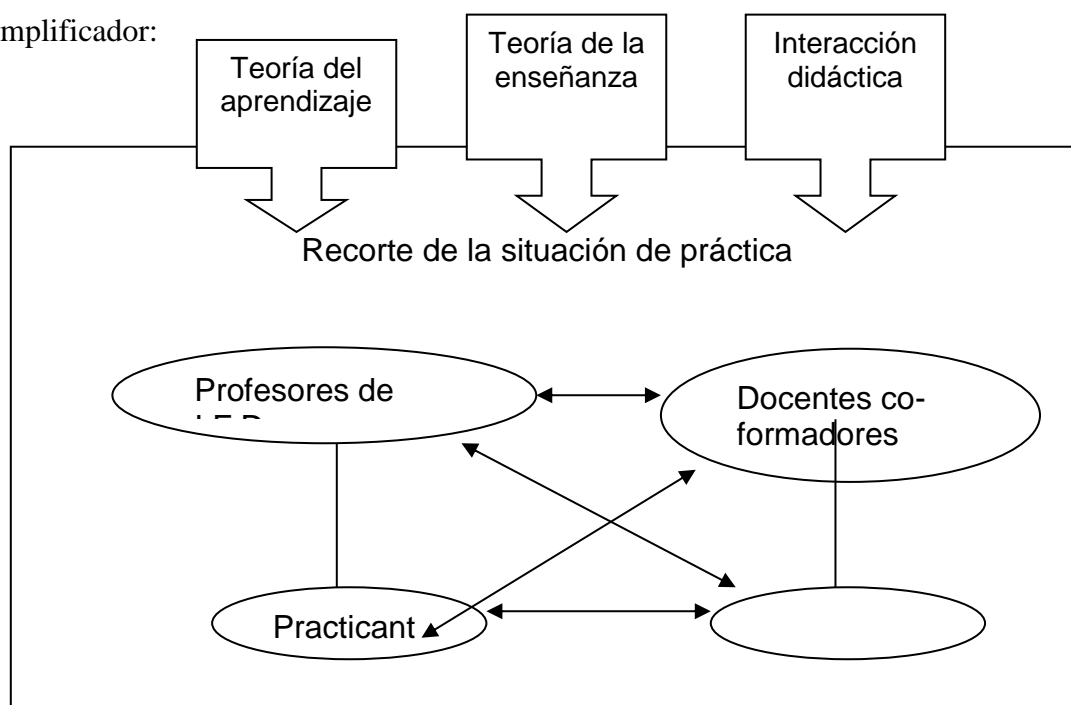 mplificador:
Teoría del
aprendizaje
Teoría de la
enseñanza
Interacción
didáctica
Recorte de la situación de práctica
Profesores de
Docentes co-
formadores
Practicant